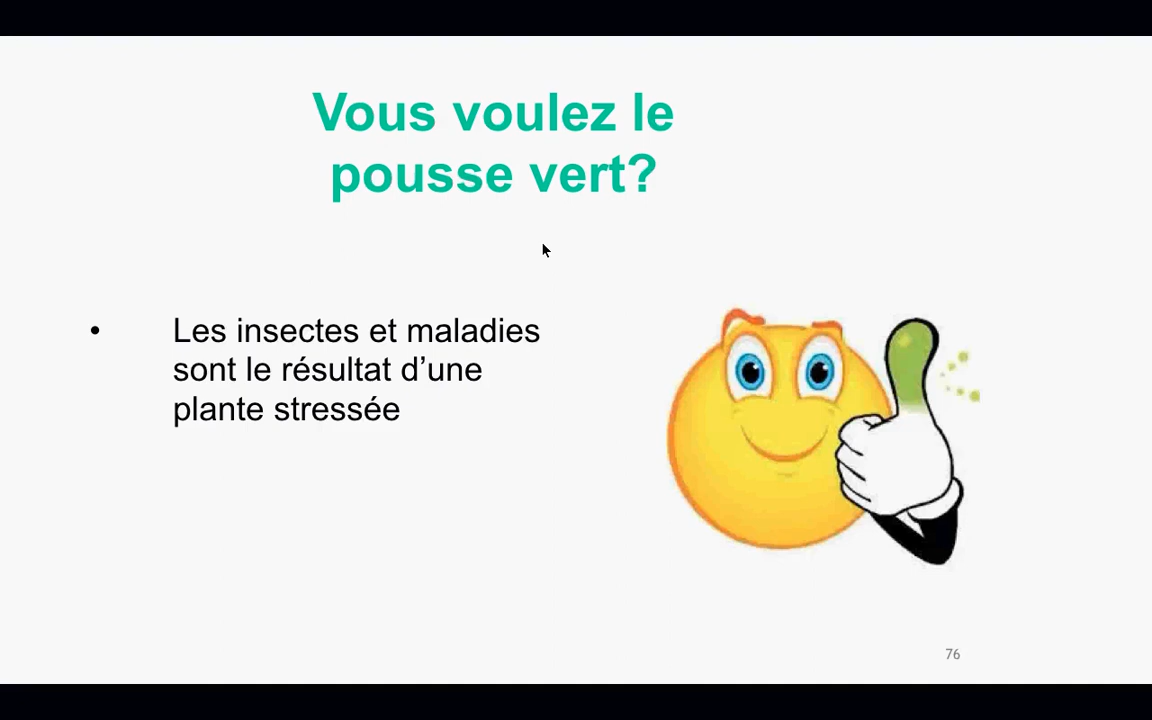 Vous voulez le
pousse vert?
• Les insectes et maladies
sont le résultat d’une
plante stressée
76